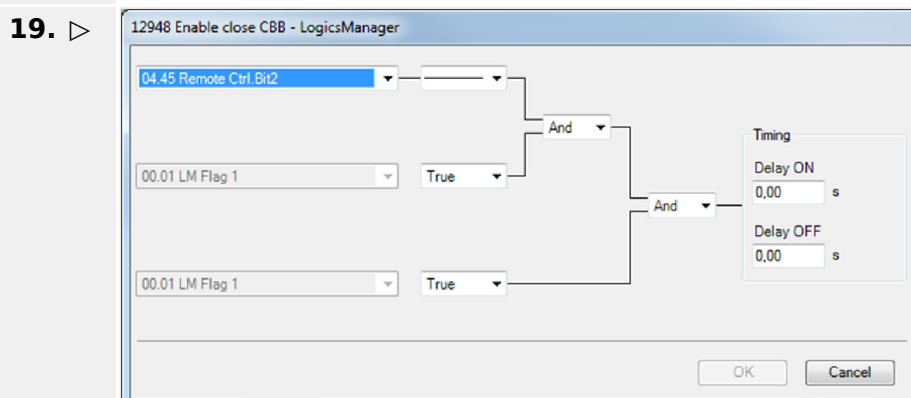 19. ▷
12948 Enable close CBB - LogicsManager
04.45 Remote Ctrl.Bit2
And
Timing
Delay ON
00.01 LM Flag 1 True
0,00 s
And
Delay OFF
0,00 s
00.01 LM Flag 1 True
OK Cancel